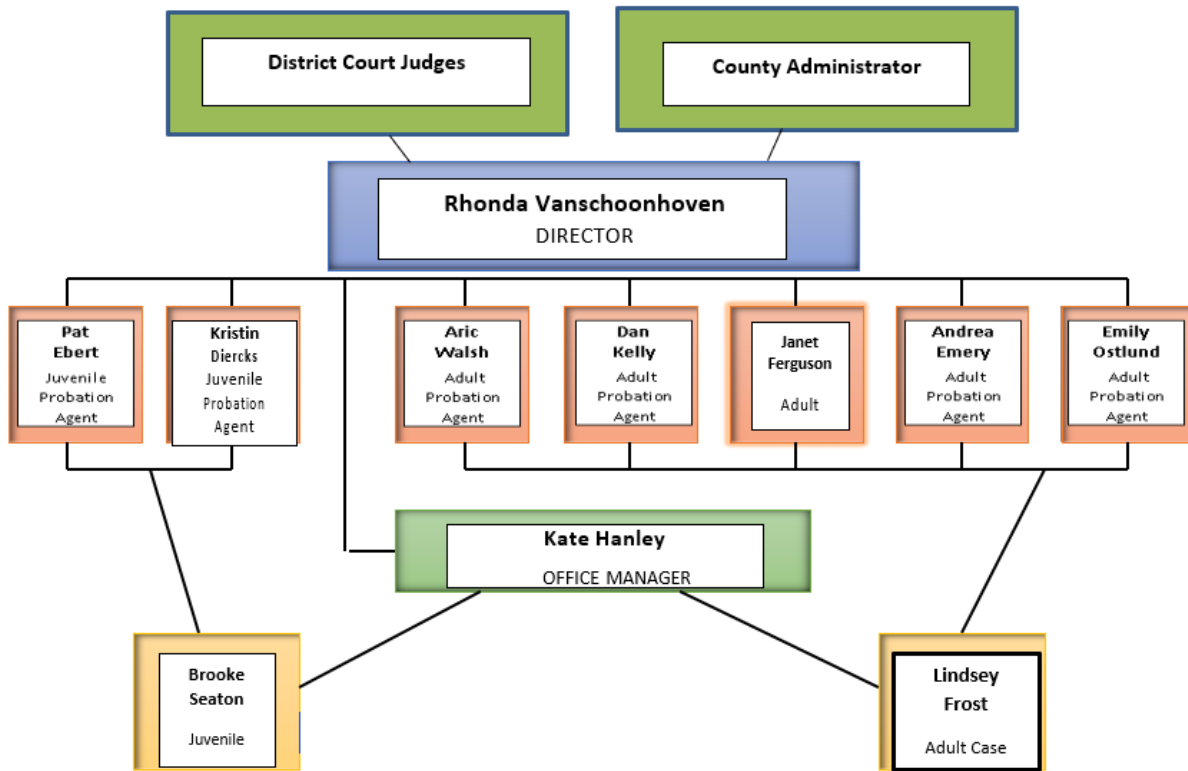 District Court Judges
County Administrator
Rhonda Vanschoonhoven
DIRECTOR
Pat
Ebert
Juvenile
Probation
Agent
Kristin
Diercks
Juvenile
Probation
Agent
Aric
Walsh
Adult
Probation
Agent
Dan
Kelly
Adult
Probation
Agent
Janet
Ferguson
Adult
Andrea
Emery
Adult
Probation
Agent
Emily
Ostlund
Adult
Probation
Agent
Kate Hanley
OFFICE MANAGER
Brooke
Seaton
Juvenile
Lindsey
Frost
Adult Case